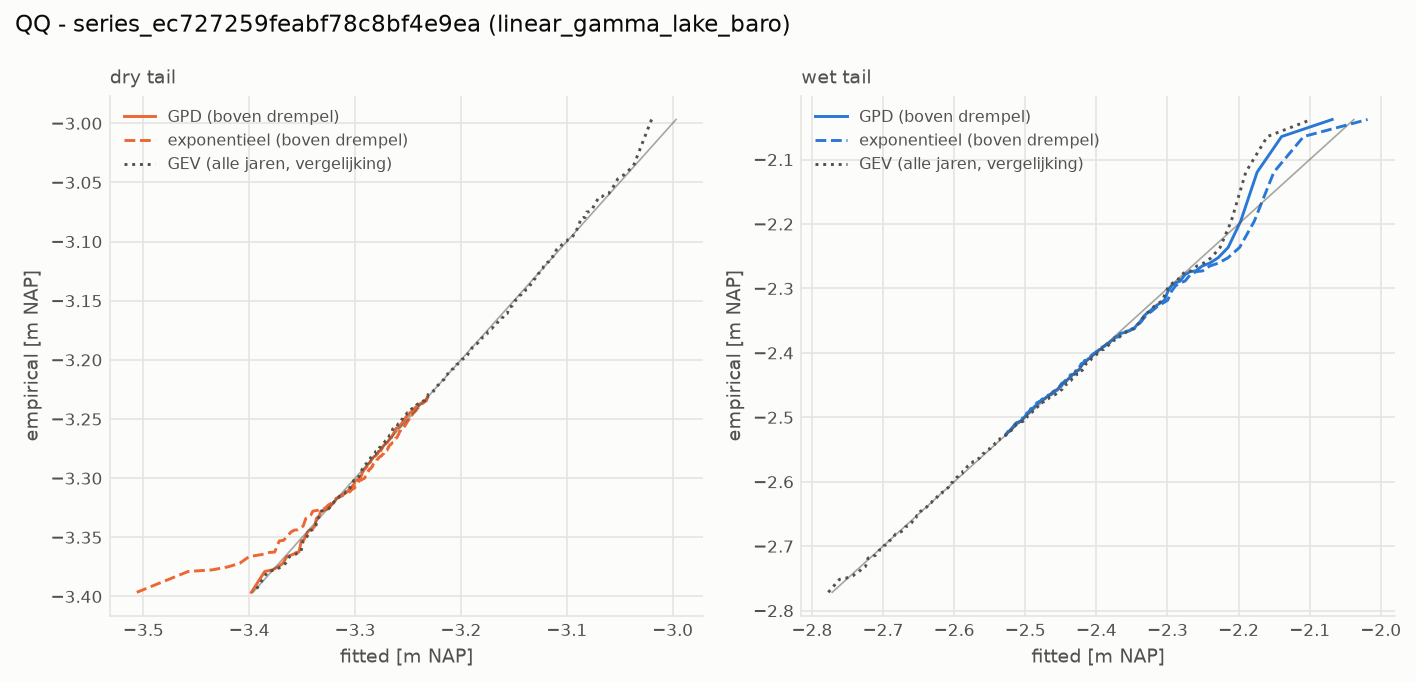 QQ - series_ec727259feabf78c8bf4e9ea (linear_gamma_lake_baro)
dry tail
GPD (boven drempel)
exponentieel (boven drempel)
GEV (alle jaren, vergelijking)
−3.00
−3.05
−3.10
−3.15
−3.20
−3.25
−3.30
−3.35
−3.40
empirical [m NAP]
−3.5
−3.4
−3.3
−3.2
−3.1
−3.0
fitted [m NAP]
wet tail
GPD (boven drempel)
exponentieel (boven drempel)
GEV (alle jaren, vergelijking)
−2.1
−2.2
−2.3
−2.4
−2.5
−2.6
−2.7
−2.8
empirical [m NAP]
−2.8
−2.7
−2.6
−2.5
−2.4
−2.3
−2.2
−2.1
−2.0
fitted [m NAP]